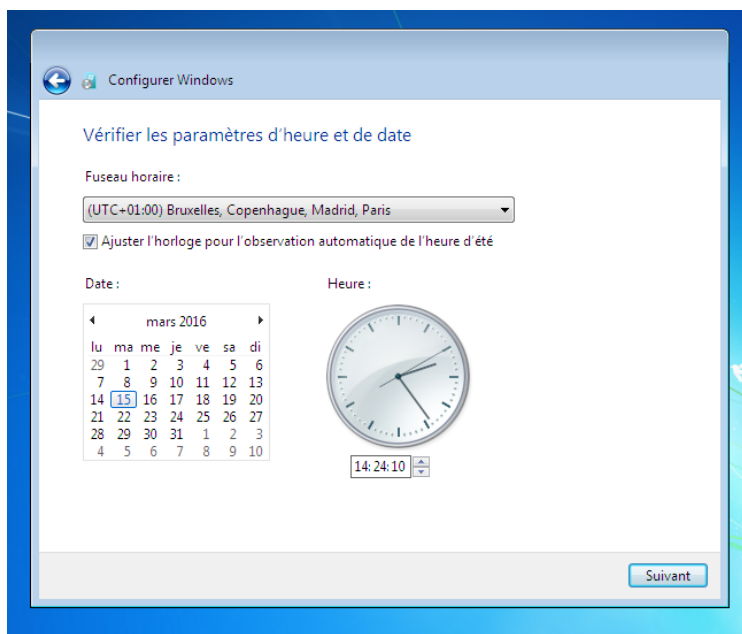 Configurer Windows
Vérifier les paramètres d'heure et de date
Fuseau horaire :
(UTC+01:00) Bruxelles, Copenhague, Madrid, Paris
Ajuster l'horloge pour l'observation automatique de l'heure d'été
Date : Heure :
mars 2016
lu ma me je ve sa di
29 1 2 3 4 5 6
7 8 9 10 11 12 13
14 15 16 17 18 19 20
21 22 23 24 25 26 27
28 29 30 31 1 2 3
4 5 6 7 8 9 10
14:24:10
Suivant